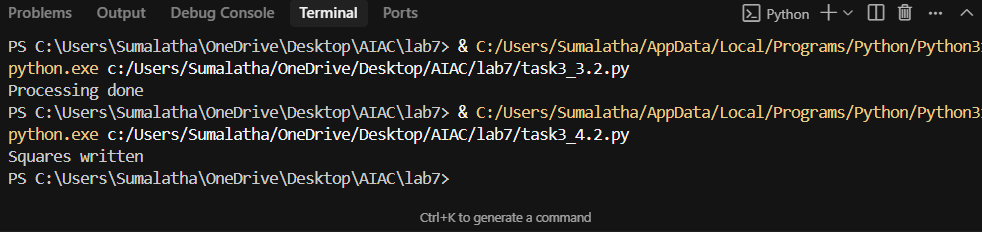 Problems Output Debug Console Terminal Ports Python
PS C:\Users\Sumalatha\OneDrive\Desktop\AIAC\lab7> & C:/Users/Sumalatha/AppData/Local/Programs/Python/Python3
python.exe c:/Users/Sumalatha/OneDrive/Desktop/AIAC/lab7/task3_3.2.py
Processing done
PS C:\Users\Sumalatha\OneDrive\Desktop\AIAC\lab7> & C:/Users/Sumalatha/AppData/Local/Programs/Python/Python3
python.exe c:/Users/Sumalatha/OneDrive/Desktop/AIAC/lab7/task3_4.2.py
Squares written
PS C:\Users\Sumalatha\OneDrive\Desktop\AIAC\lab7>
Ctrl+K to generate a command